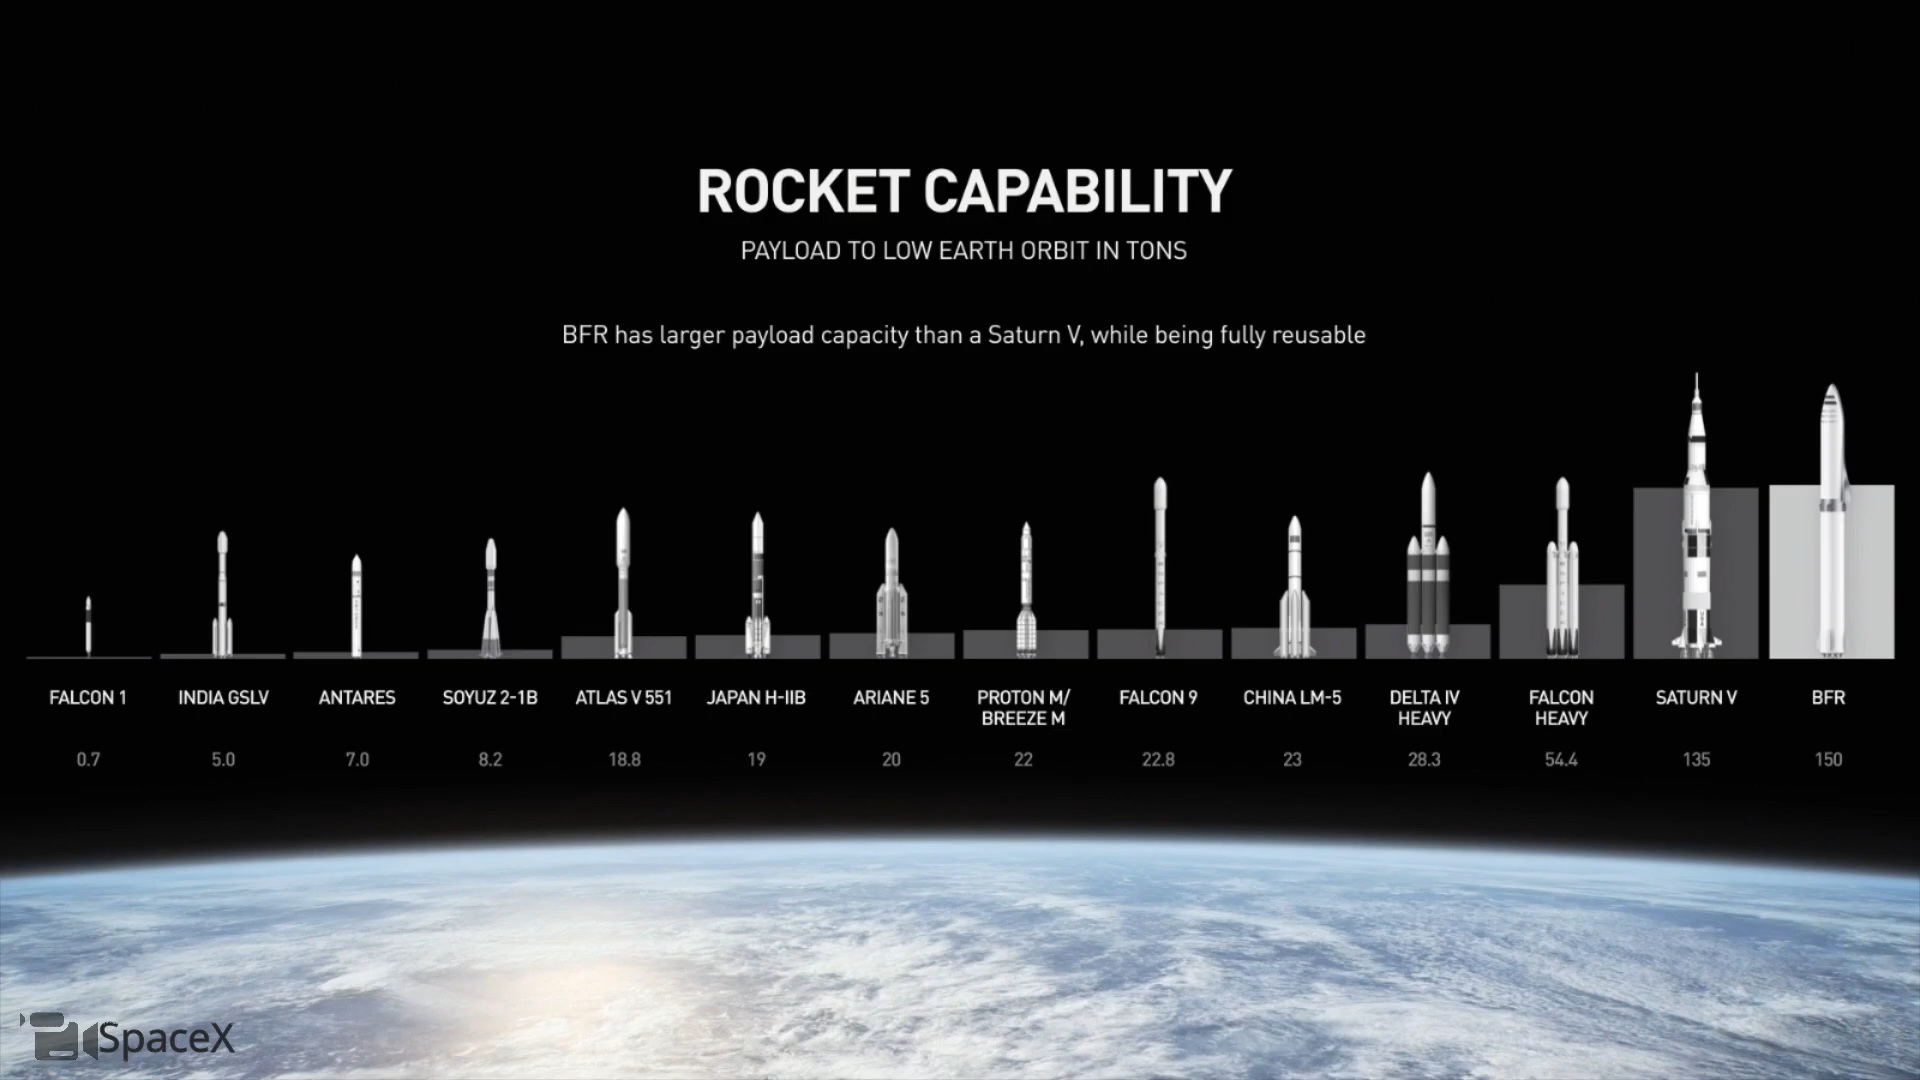 ROCKET CAPABILITY
PAYLOAD TO LOW EARTH ORBIT IN TONS
BFR has larger payload capacity than a Saturn V, while being fully reusable
FALCON 1
INDIA GSLV
ANTARES
SOYUZ 2-1B
ATLAS V 551
JAPAN H-IIB
ARIANE 5
PROTON M/
BREEZE M
FALCON 9
CHINA LM-5
DELTA IV
HEAVY
FALCON
HEAVY
SATURN V
BFR
0.7
5.0
7.0
8.2
18.8
19
20
22
22.8
23
28.3
54.4
135
150
SpaceX